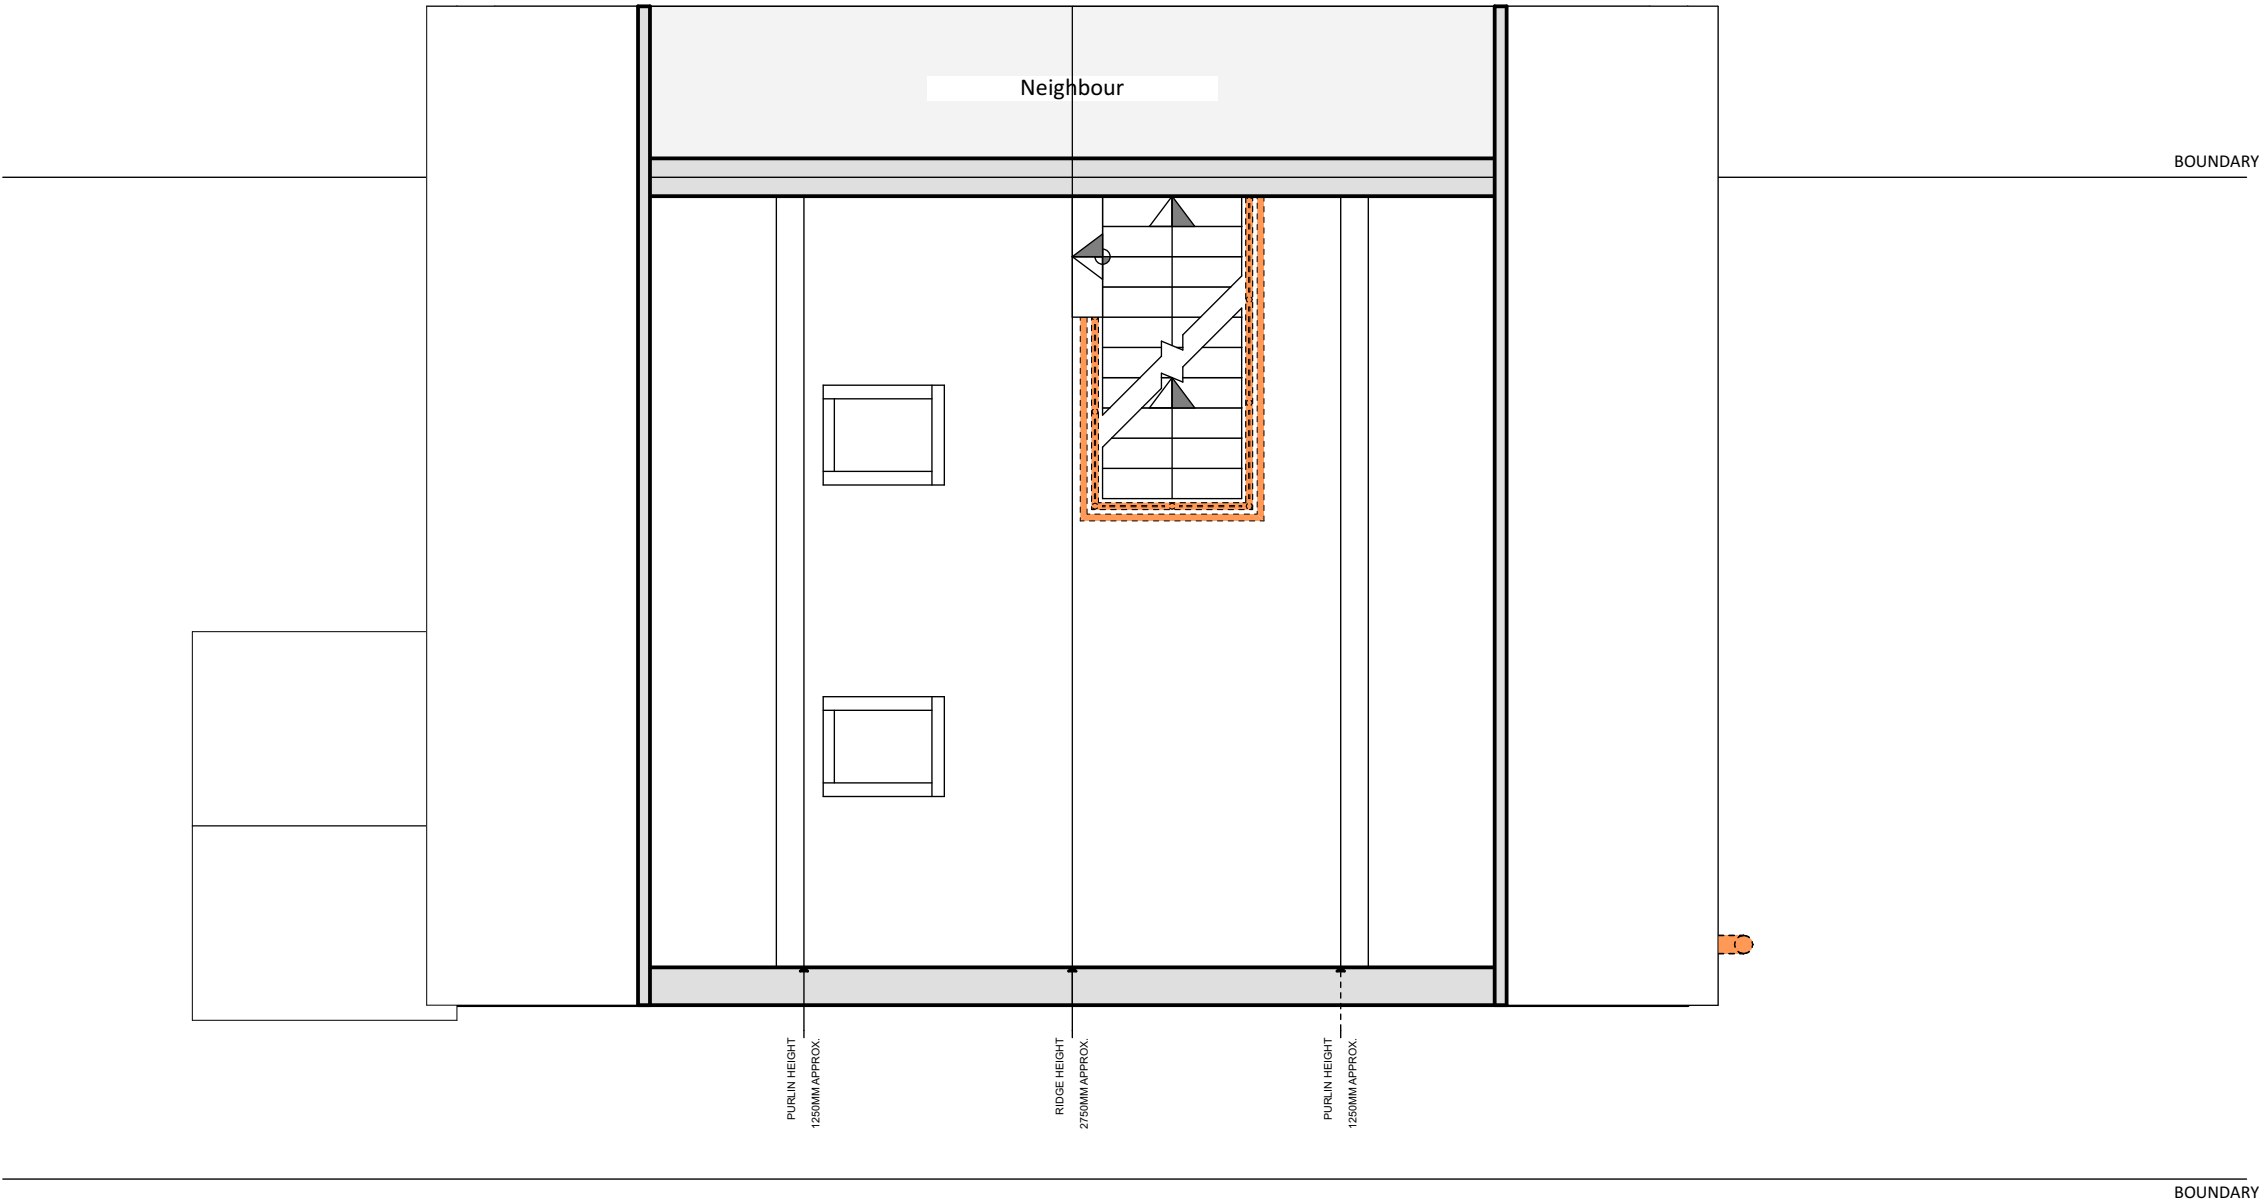 Neighbour
BOUNDARY
PURLIN HEIGHT
1250MM APPROX.
RIDGE HEIGHT
2750MM APPROX.
PURLIN HEIGHT
1250MM APPROX.
BOUNDARY